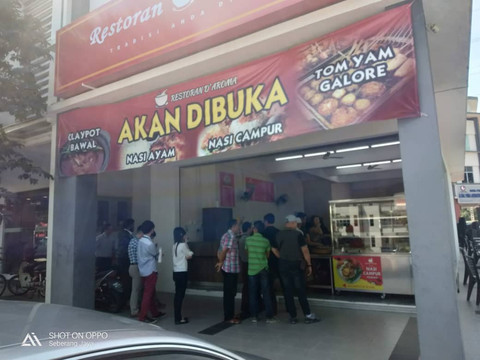 Restoran
RESTORAN D'AROMA
AKAN DIBUKA
CLAYPOT
BAWAL
NASI AYAM
NASI CAMPUR
TOM YAM
GALORE
NASI
CAMPUR
SHOT ON OPPO